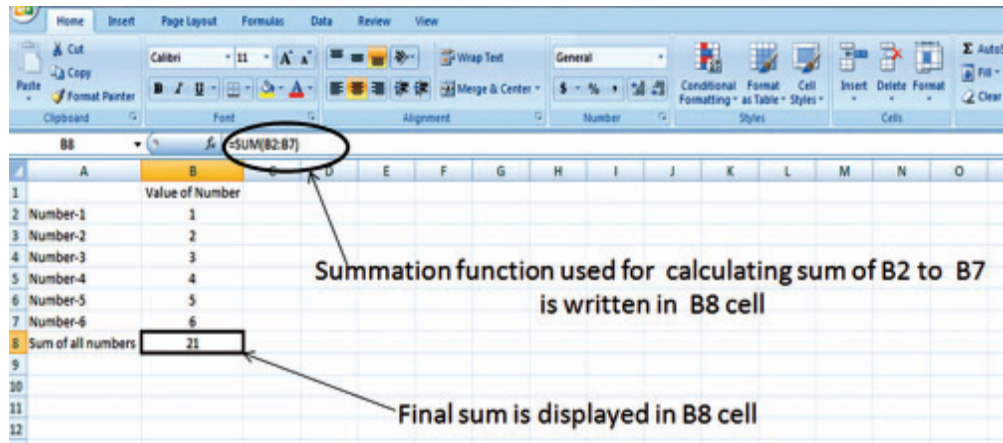 Home Insert Page Layout Formulas Data Review View
Paste
Cut
Copy
Format Painter
Clipboard
Calibri 11 A A
B I U A
Font
Wrap Text
Merge & Center
Alignment
General
$ % ,
Number
Conditional Formatting
Format as Table
Cell Styles
Styles
Insert Delete Format
Cells
Σ
Fill
Clear
B8 fx =SUM(B2:B7)
A B C D E F G H I J K L M N O
1 Value of Number
2 Number-1 1
3 Number-2 2
4 Number-3 3
5 Number-4 4
6 Number-5 5
7 Number-6 6
8 Sum of all numbers 21
9
10
11
12
Summation function used for calculating sum of B2 to B7
is written in B8 cell
Final sum is displayed in B8 cell